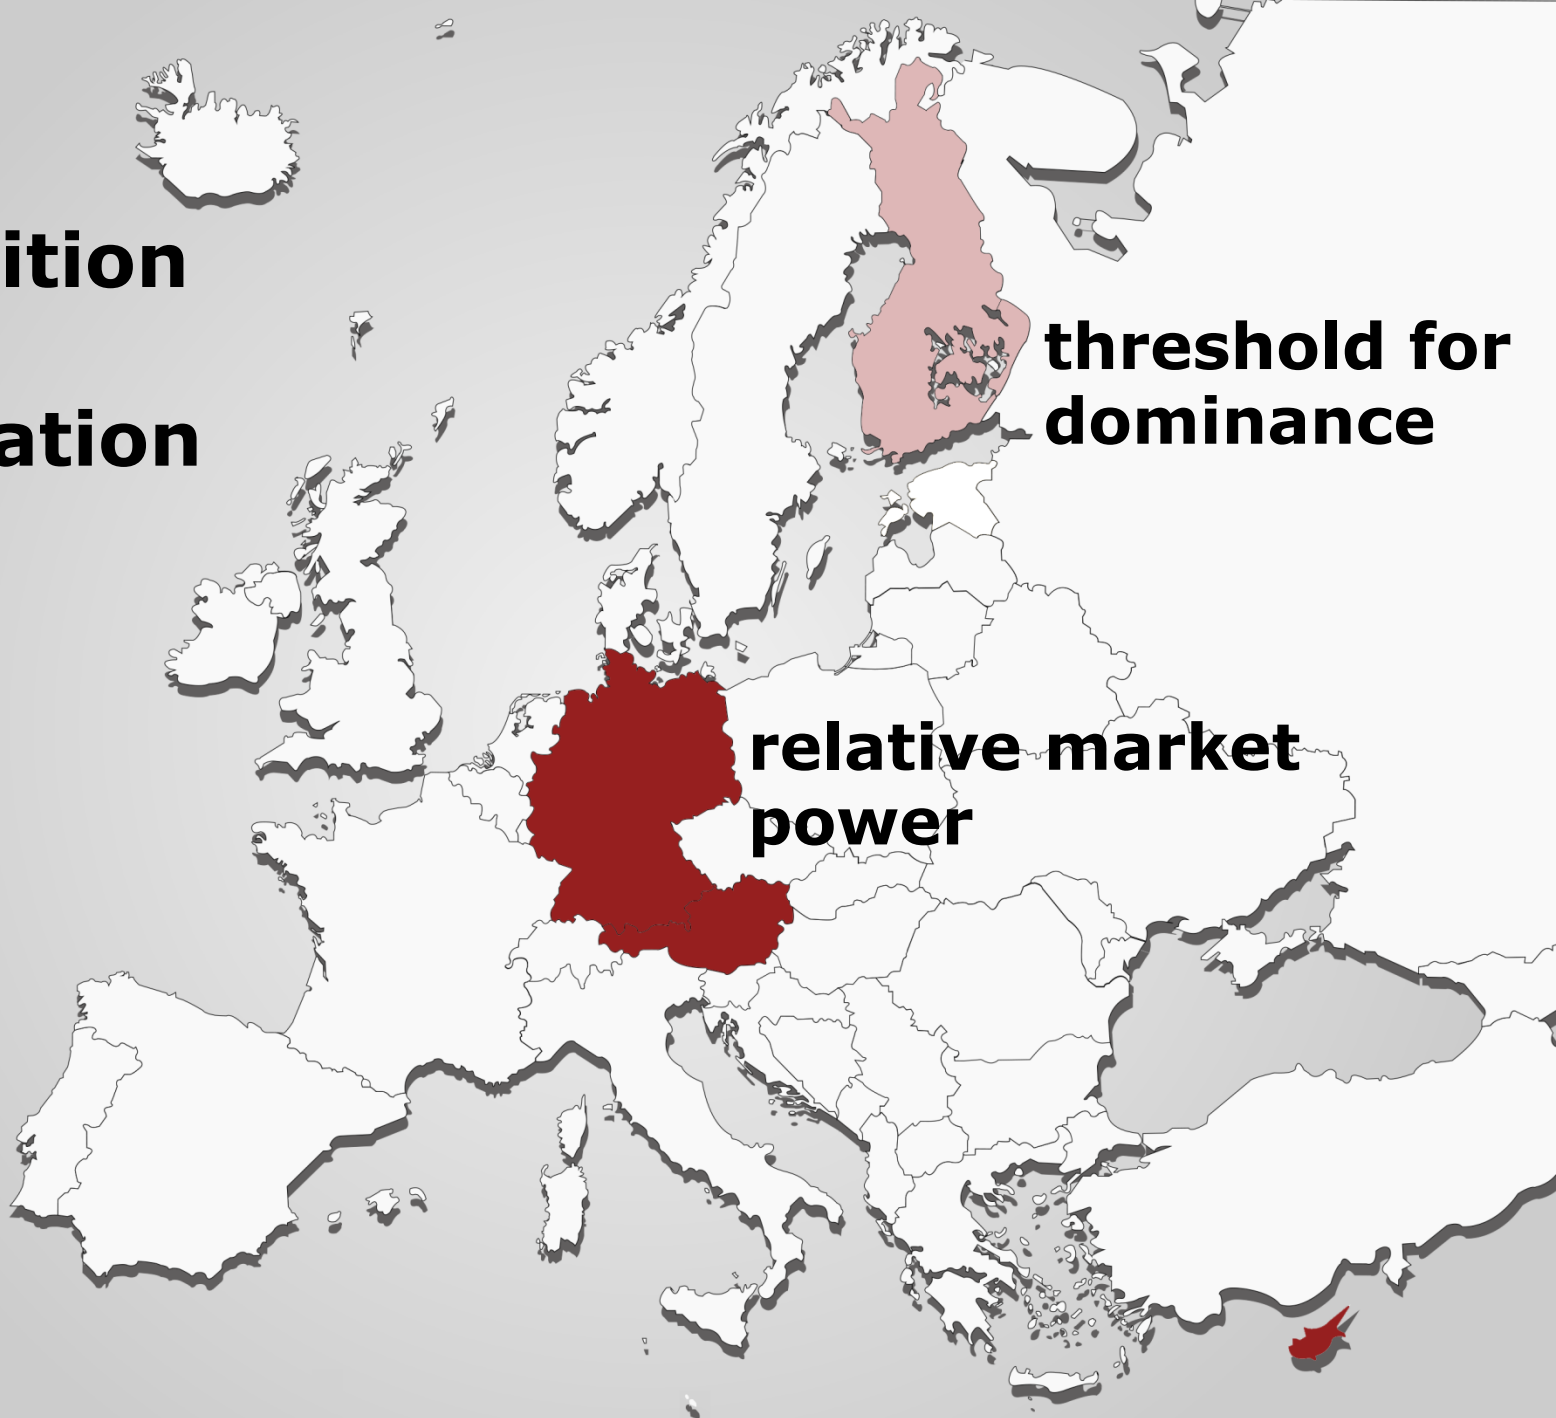 ition
ation
threshold for
dominance
relative market
power